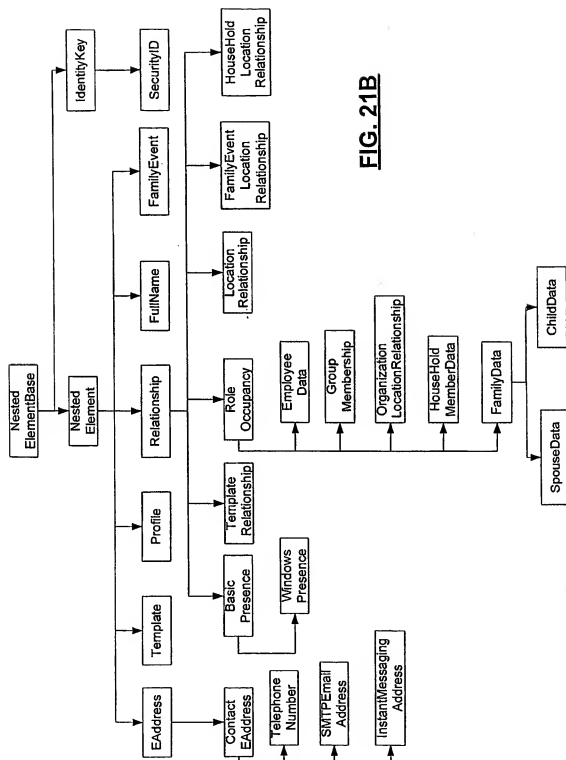 Nested
ElementBase
IdentityKey
Nested
Element
SecurityID
EAddress
Template
Profile
Relationship
FullName
FamilyEvent
Contact
EAddress
Basic
Presence
Template
Relationship
Role
Occupancy
Location
Relationship
FamilyEvent
Location
Relationship
HouseHold
Location
Relationship
Telephone
Number
SMTPEmail
Address
InstantMessaging
Address
Windows
Presence
Employee
Data
Group
Membership
Organization
LocationRelationship
HouseHold
MemberData
FamilyData
SpouseData
ChildData
FIG. 21B